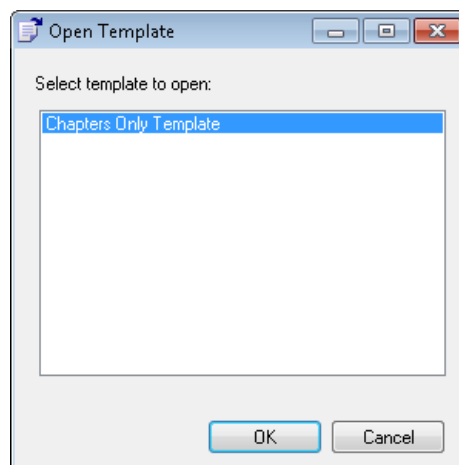 Open Template
Select template to open:
Chapters Only Template
OK Cancel